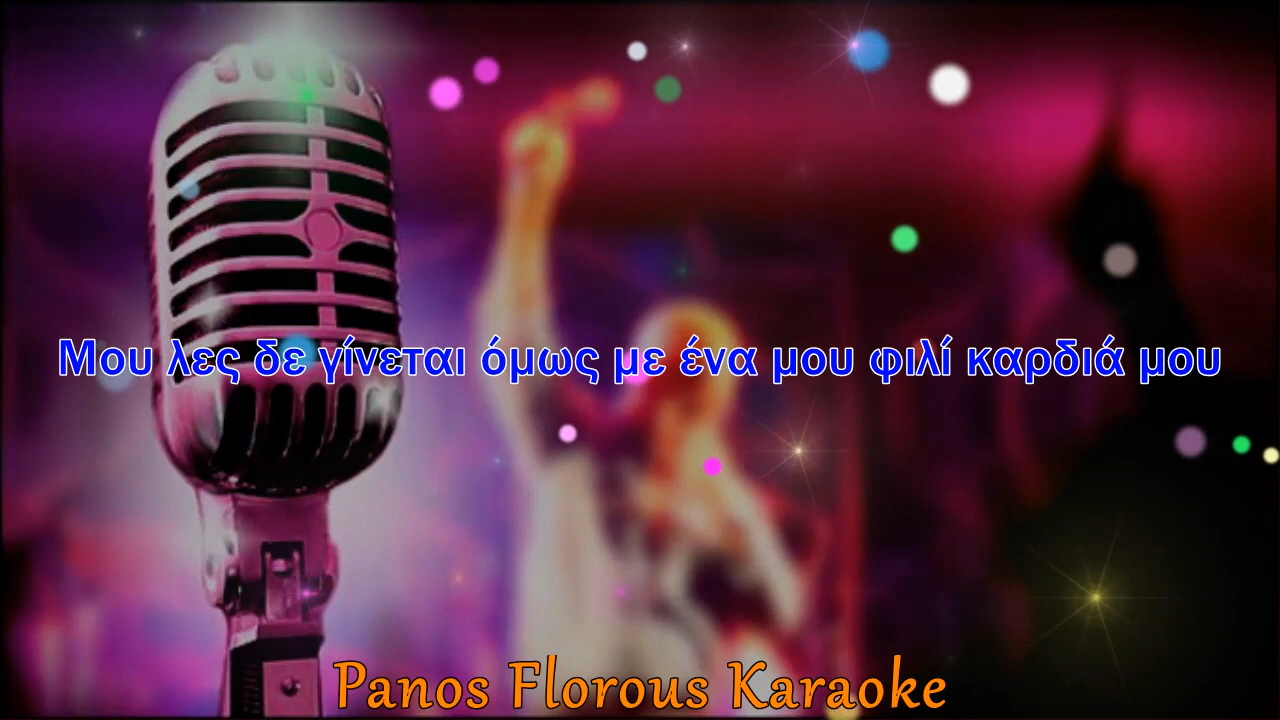 Μου λες δε γίνεται όμως με ένα μου φιλί καρδιά μου
Panos Florous Karaoke